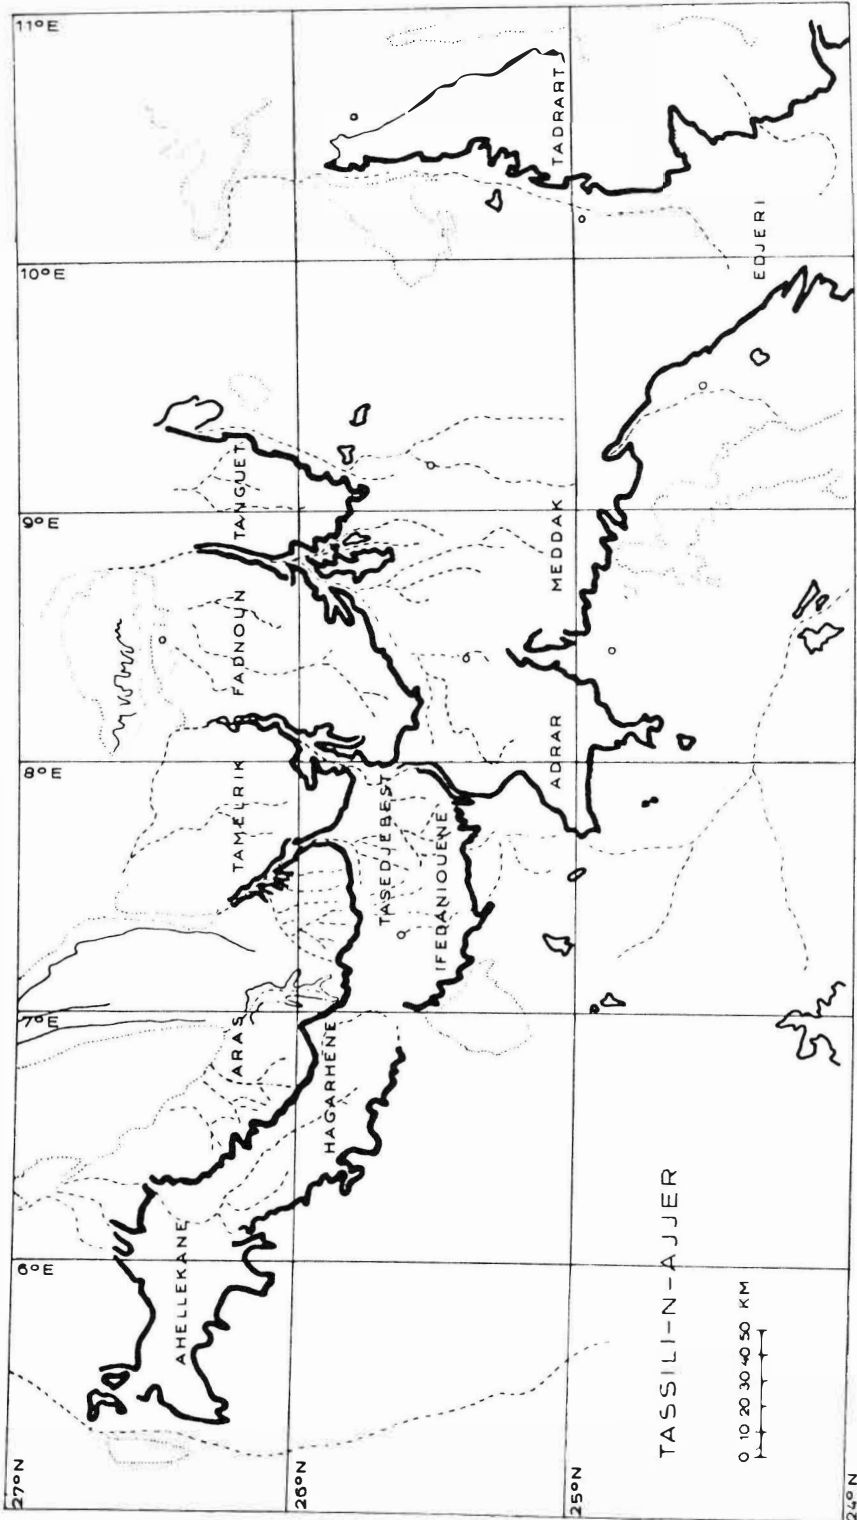 11°E
10°E
9°E
8°E
7°E
6°E
27°N
26°N
25°N
24°N
TADRART
EDJERI
TANGUET
MEDDAK
FADNOUN
ADRAR
TAMELRIK
TASEDJEBEST
IFEDANIOUENE
ARAS
HAGARHENE
AHELLEKANE
TASSILI-N-AJJER
0 10 20 30 40 50 KM